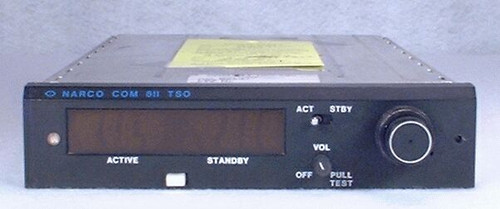 NARCO COM 811 TSO
ACT STBY
VOL
ACTIVE STANDBY
OFF PULL
TEST